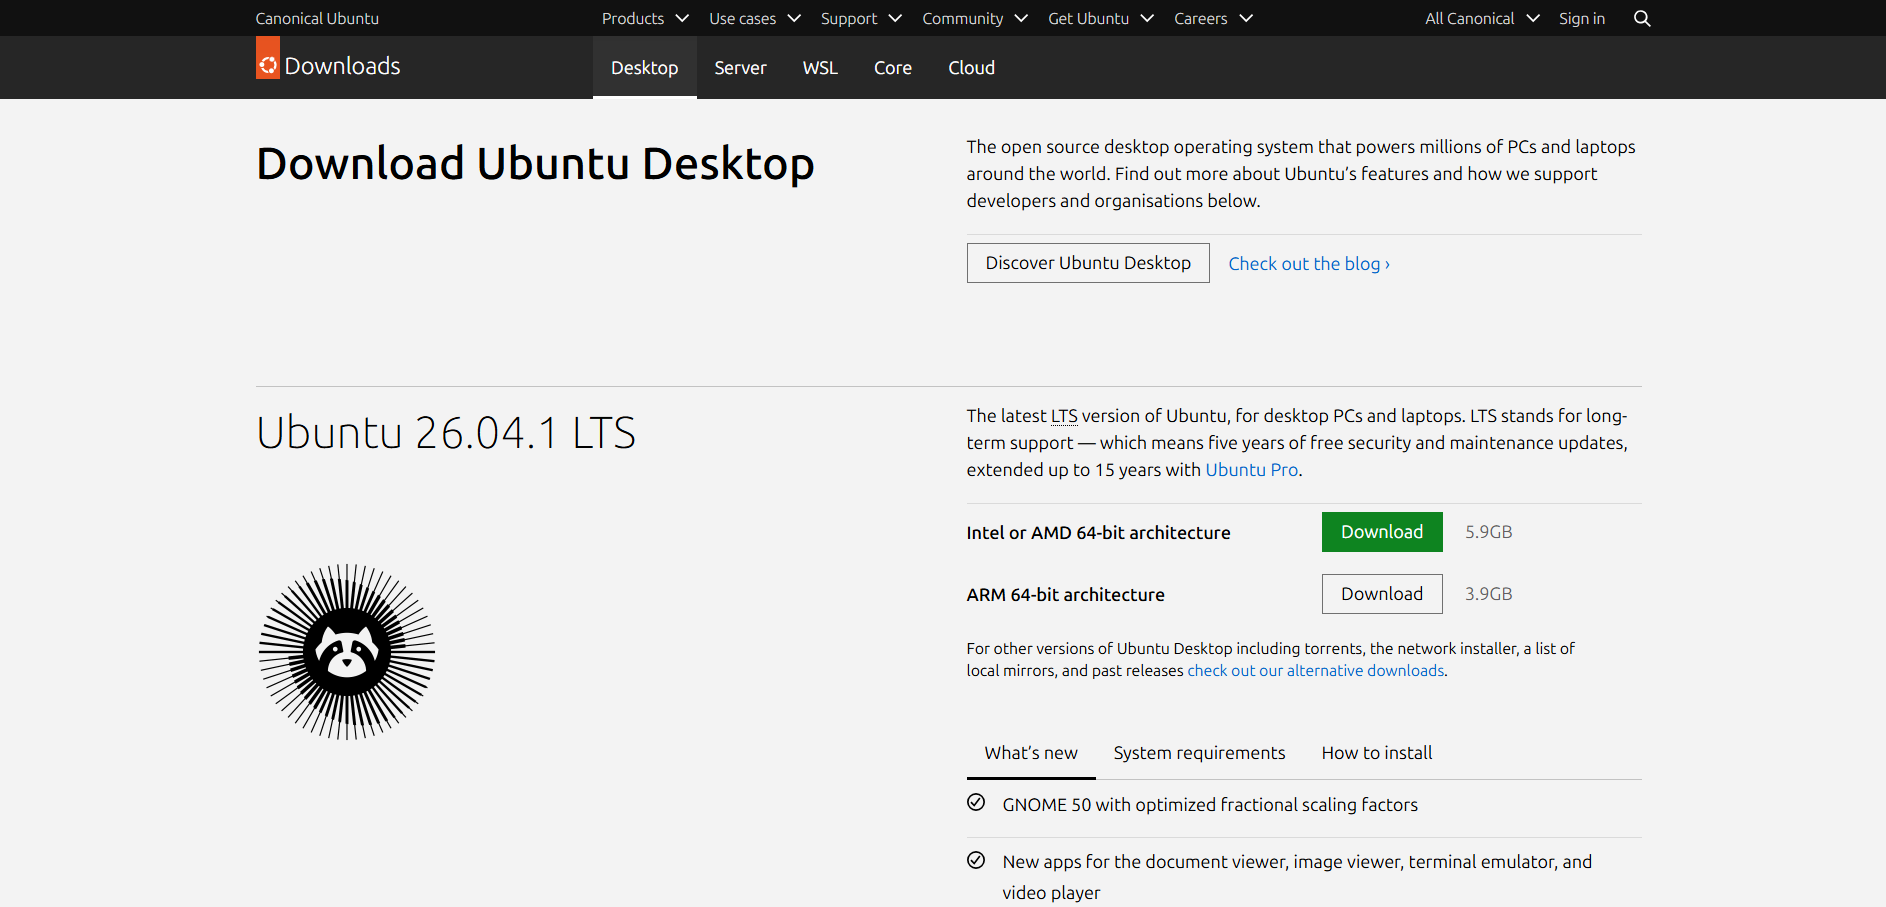 Canonical Ubuntu
Products
Use cases
Support
Community
Get Ubuntu
Careers
All Canonical
Sign in
Downloads
Desktop
Server
WSL
Core
Cloud
Download Ubuntu Desktop
The open source desktop operating system that powers millions of PCs and laptops
around the world. Find out more about Ubuntu’s features and how we support
developers and organisations below.
Discover Ubuntu Desktop
Check out the blog ›
Ubuntu 26.04.1 LTS
The latest LTS version of Ubuntu, for desktop PCs and laptops. LTS stands for long-
term support — which means five years of free security and maintenance updates,
extended up to 15 years with Ubuntu Pro.
Intel or AMD 64-bit architecture
Download
5.9GB
ARM 64-bit architecture
Download
3.9GB
For other versions of Ubuntu Desktop including torrents, the network installer, a list of
local mirrors, and past releases check out our alternative downloads.
What’s new
System requirements
How to install
GNOME 50 with optimized fractional scaling factors
New apps for the document viewer, image viewer, terminal emulator, and
video player